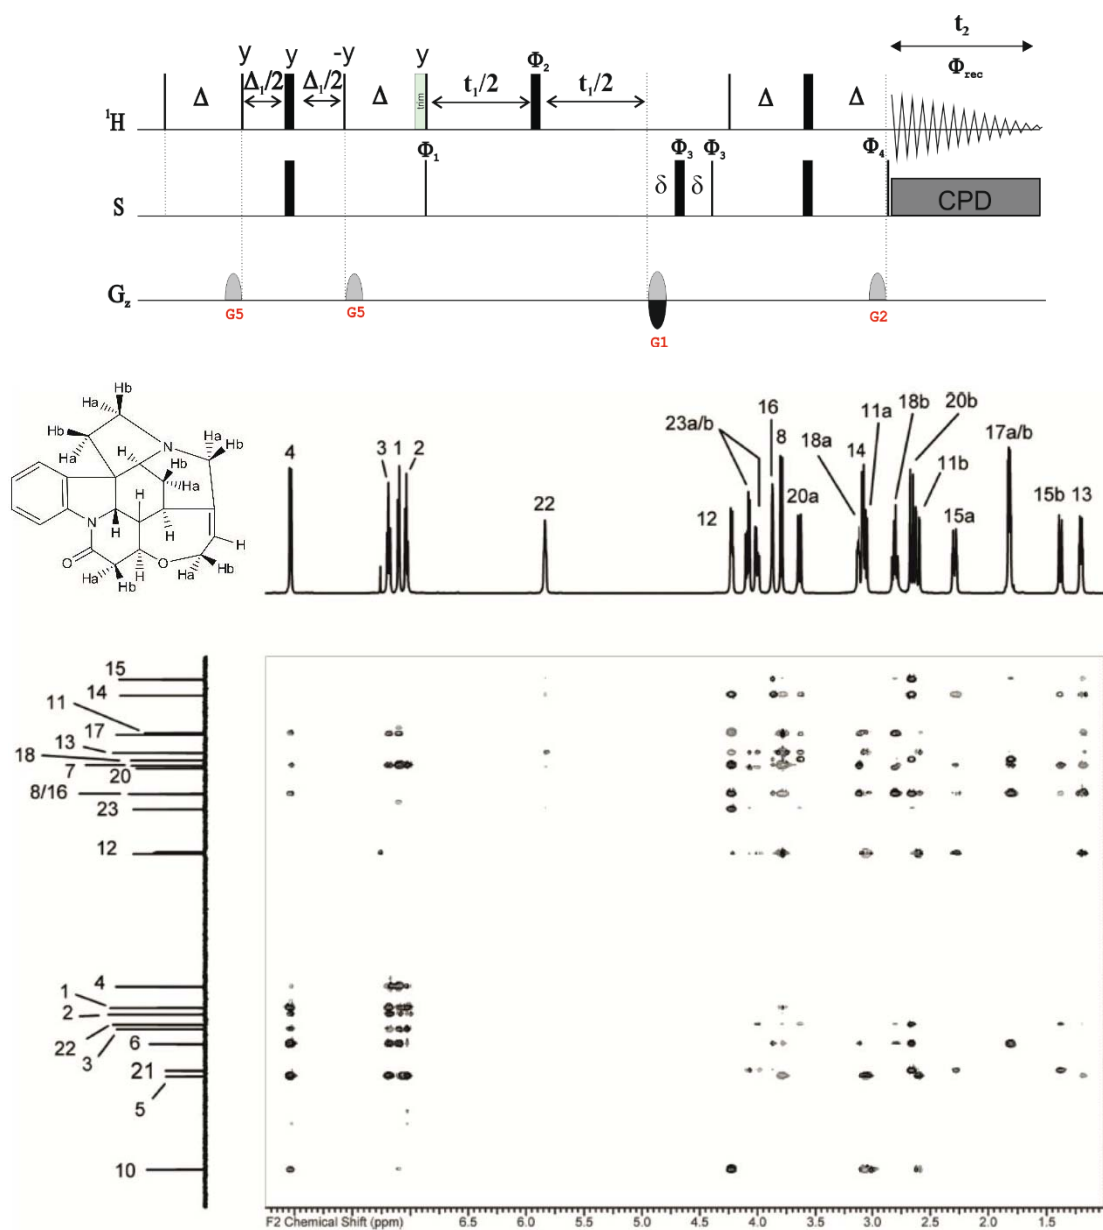 t₂
y y -y y Φ₂ Φrec
Δ₁/2 Δ₁/2 t₁/2 t₁/2
¹H Δ Δ trim Δ Δ
Φ₁ Φ₃ Φ₃ Φ₄
S δ δ CPD
Gz
G5 G5 G1 G2
Hb
Ha
Hb
Ha
N
Ha
Hb
H
Hb
Ha
H
N
H
H
O
H
O
H
Ha
Hb
Ha
Hb
4 3 1 2 22 12 23a/b 16 8 20a 18a 14 11a 18b 20b 11b 15a 17a/b 15b 13
15
14
11
17
13
18
7
20
8/16
23
12
4
1
2
22
3
6
21
5
10
6.5 6.0 5.5 5.0 4.5 4.0 3.5 3.0 2.5 2.0 1.5
F2 Chemical Shift (ppm)